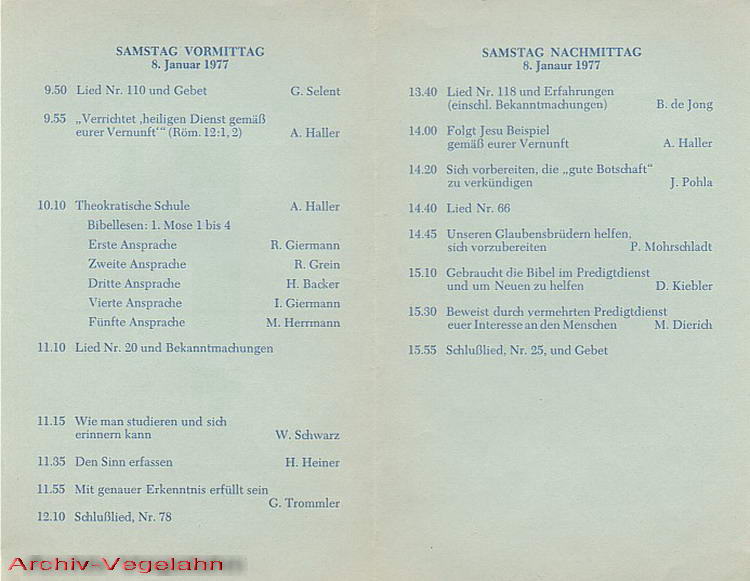 SAMSTAG VORMITTAG
8. Januar 1977
9.50 Lied Nr. 110 und Gebet G. Selent
9.55 „Verrichtet ‚heiligen Dienst gemäß
eurer Vernunft‘“ (Röm. 12:1, 2) A. Haller
10.10 Theokratische Schule A. Haller
Bibellesen: 1. Mose 1 bis 4
Erste Ansprache R. Giermann
Zweite Ansprache R. Grein
Dritte Ansprache H. Backer
Vierte Ansprache I. Giermann
Fünfte Ansprache M. Herrmann
11.10 Lied Nr. 20 und Bekanntmachungen
11.15 Wie man studieren und sich
erinnern kann W. Schwarz
11.35 Den Sinn erfassen H. Heiner
11.55 Mit genauer Erkenntnis erfüllt sein
G. Trommler
12.10 Schlußlied, Nr. 78
SAMSTAG NACHMITTAG
8. Janaur 1977
13.40 Lied Nr. 118 und Erfahrungen
(einschl. Bekanntmachungen) B. de Jong
14.00 Folgt Jesu Beispiel
gemäß eurer Vernunft A. Haller
14.20 Sich vorbereiten, die „gute Botschaft“
zu verkündigen J. Pohla
14.40 Lied Nr. 66
14.45 Unseren Glaubensbrüdern helfen,
sich vorzubereiten P. Mohrschladt
15.10 Gebraucht die Bibel im Predigtdienst
und um Neuen zu helfen D. Kiebler
15.30 Beweist durch vermehrten Predigtdienst
euer Interesse an den Menschen M. Dierich
15.55 Schlußlied, Nr. 25, und Gebet
Archiv-Vegelahn